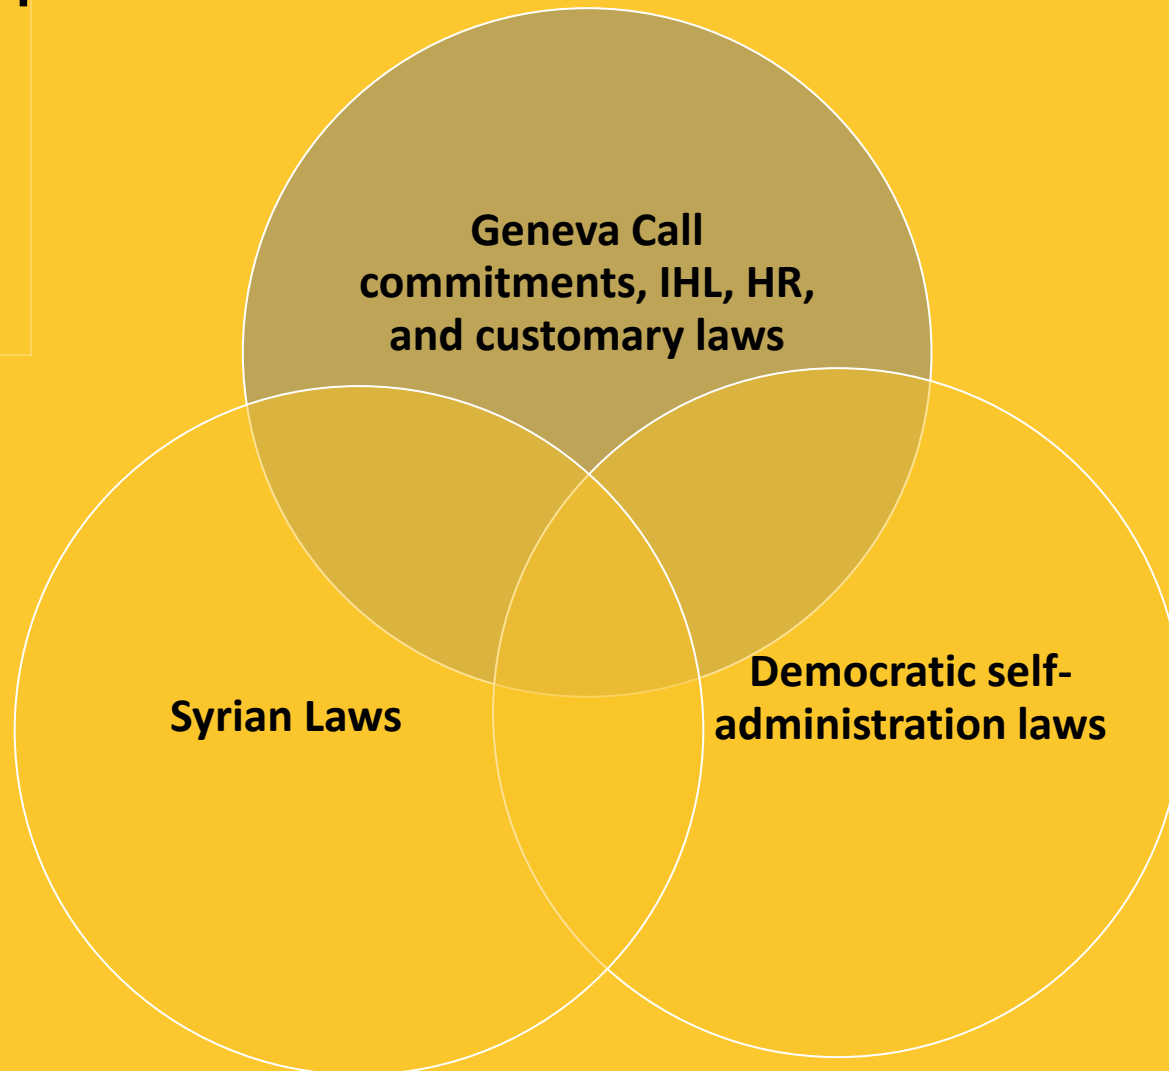 Geneva Call
commitments, IHL, HR,
and customary laws
Syrian Laws
Democratic self-
administration laws